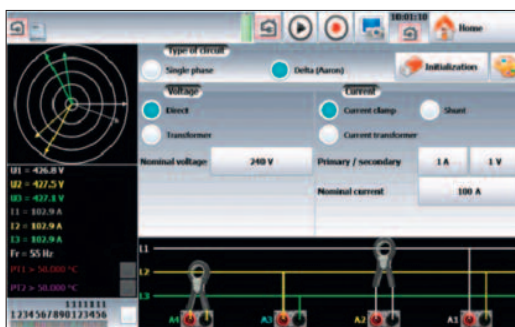 10:01:10
Home
Type of circuit
Single phase
Delta (Aaron)
Initialization
Voltage
Current
Direct
Current clamp
Shunt
Transformer
Current transformer
Nominal voltage
240 V
Primary / secondary
1 A
1 V
Nominal current
100 A
U1 = 426.8 V
U2 = 427.5 V
U3 = 427.1 V
I1 = 102.9 A
I2 = 102.9 A
I3 = 102.9 A
Fr = 55 Hz
PT1 > 50.000 °C
PT2 > 50.000 °C
1111111
1234567890123456
L1
L2
L3
A4
A3
A2
A1